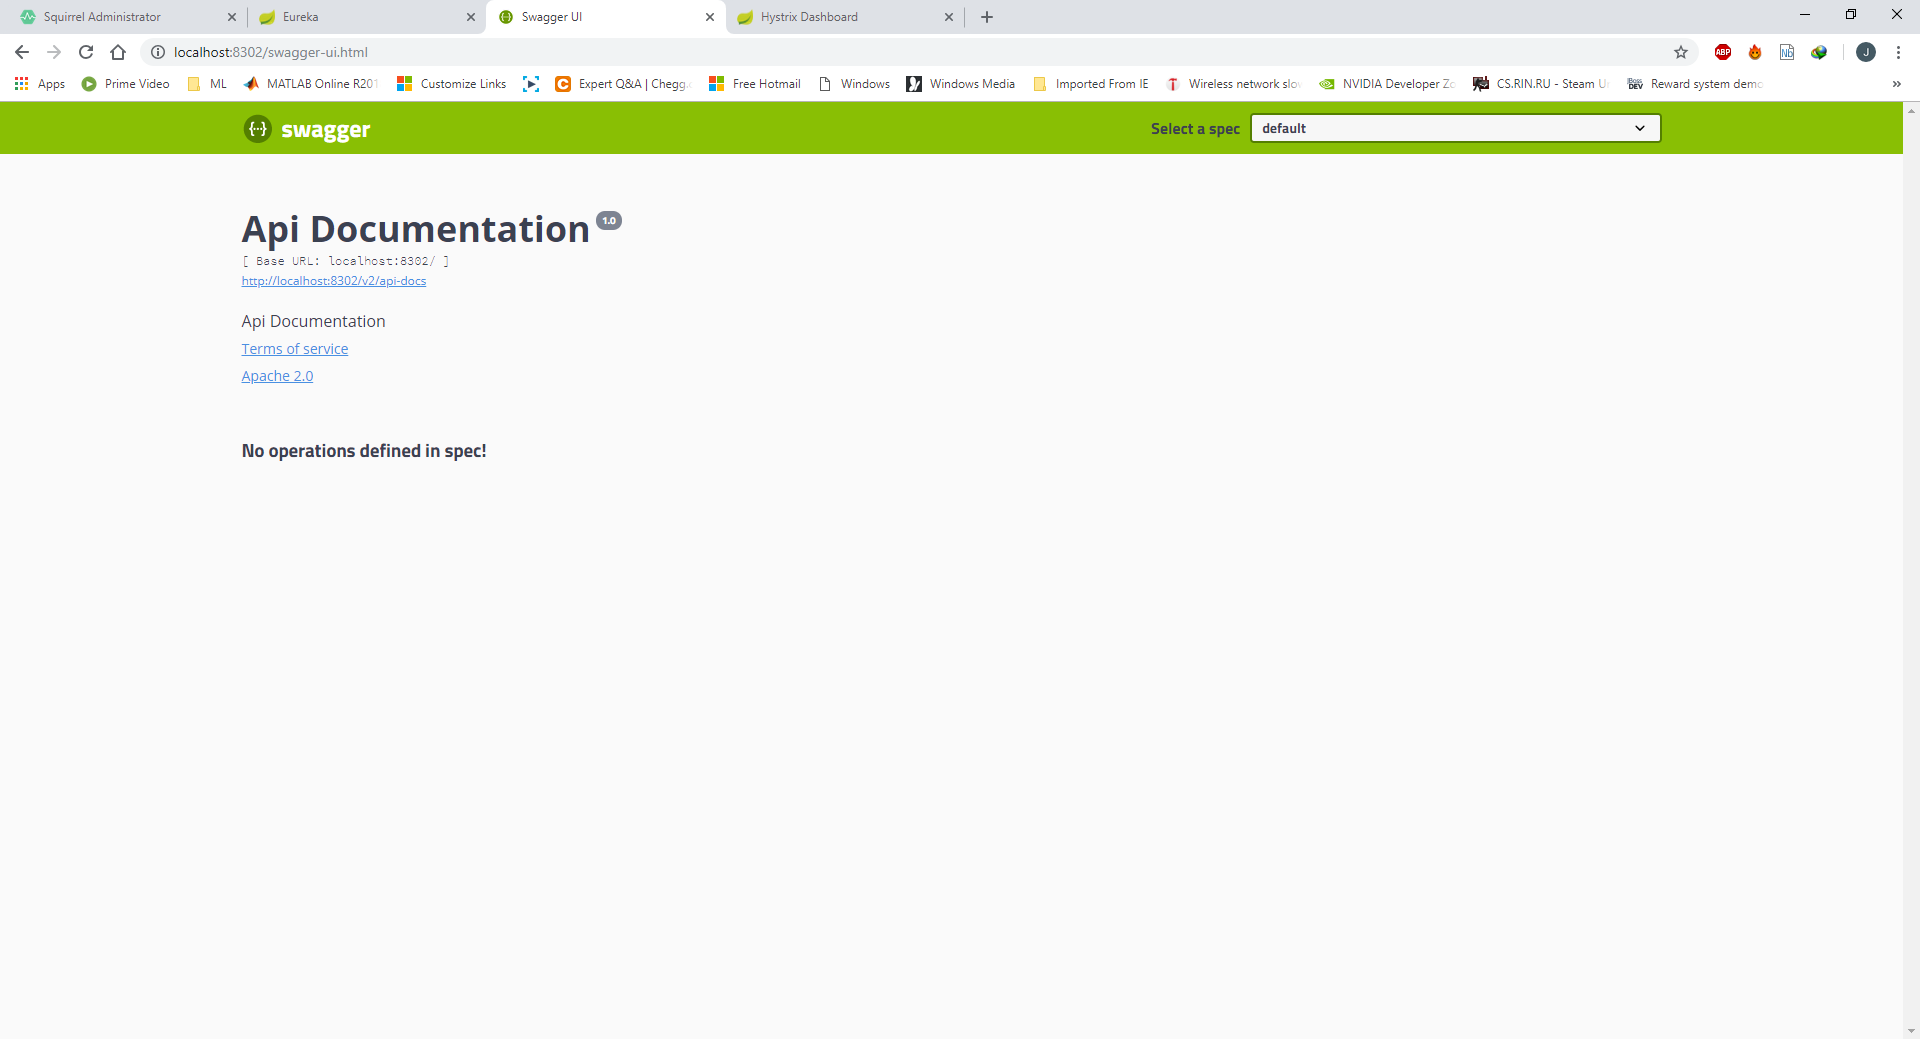 Squirrel Administrator
Eureka
Swagger UI
Hystrix Dashboard
localhost:8302/swagger-ui.html
ABP
J
Apps
Prime Video
ML
MATLAB Online R201
Customize Links
Expert Q&A | Chegg.
Free Hotmail
Windows
Windows Media
Imported From IE
Wireless network slo
NVIDIA Developer Zo
CS.RIN.RU - Steam U
Reward system demo
»
{··} swagger
Select a spec
default
Api Documentation 1.0
[ Base URL: localhost:8302/ ]
http://localhost:8302/v2/api-docs
Api Documentation
Terms of service
Apache 2.0
No operations defined in spec!